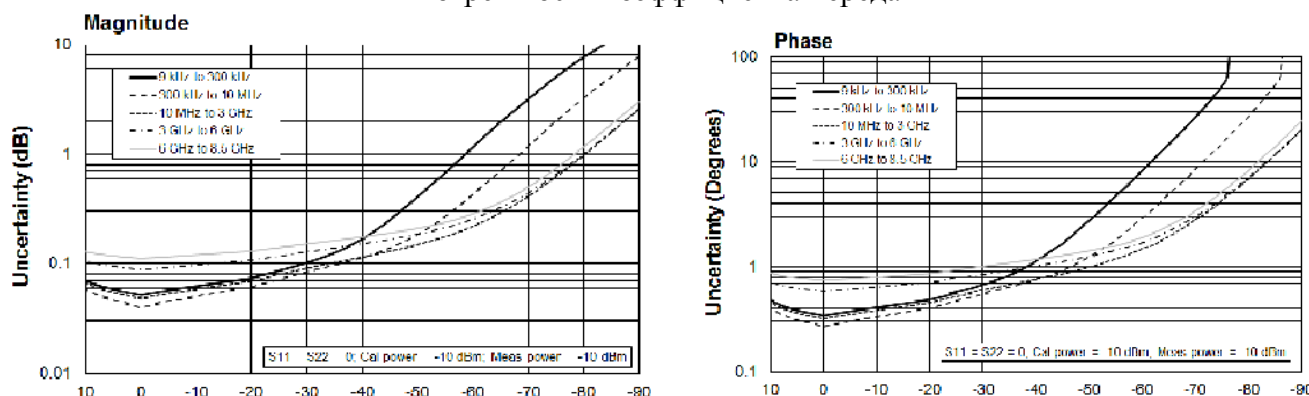 Magnitude
10
1
0.1
0.01
Uncertainty (dB)
9 kHz to 300 kHz
300 kHz to 10 MHz
10 MHz to 3 GHz
3 GHz to 6 GHz
6 GHz to 8.5 GHz
S11 S22 0; Cal power -10 dBm; Meas power -10 dBm
10 0 -10 -20 -30 -40 -50 -60 -70 -80 -90
Phase
100
10
1
0.1
Uncertainty (Degrees)
9 kHz to 300 kHz
300 kHz to 10 MHz
10 MHz to 3 GHz
3 GHz to 6 GHz
6 GHz to 8.5 GHz
S11 = S22 = 0, Cal power = 10 dBm, Meas power = 10 dBm
10 0 -10 -20 -30 -40 -50 -60 -70 -80 -90